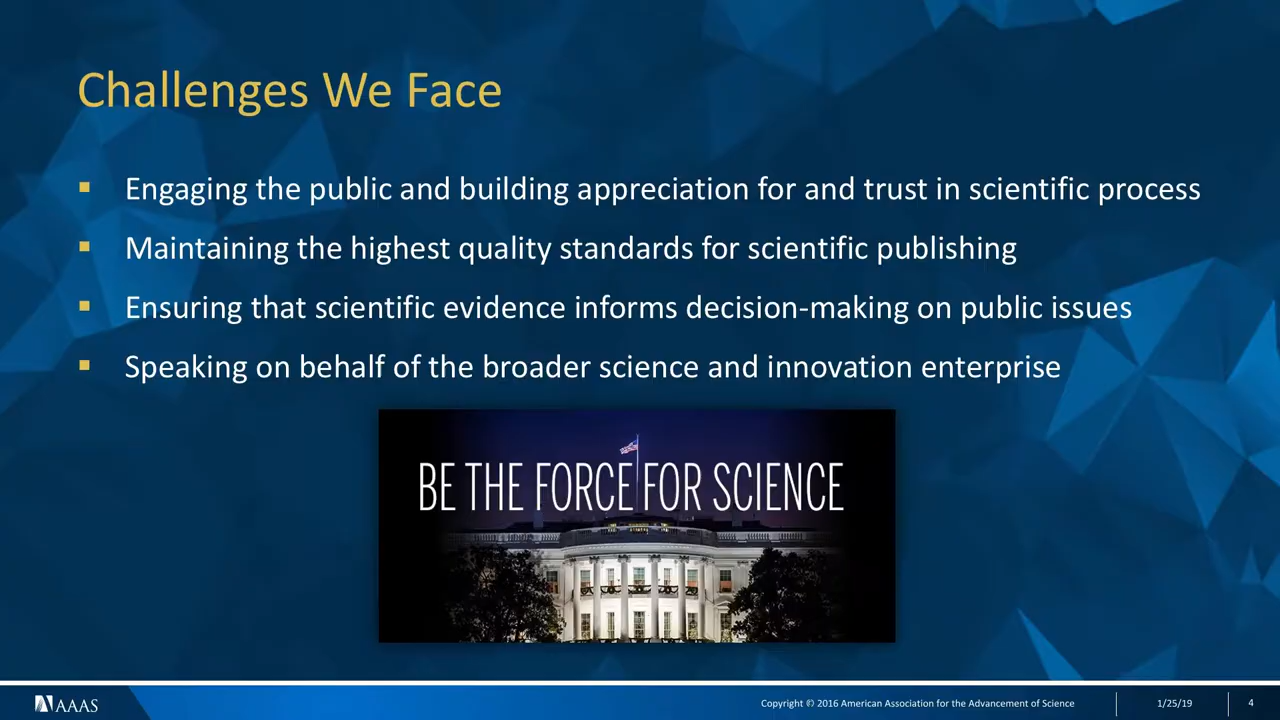 Challenges We Face
▪ Engaging the public and building appreciation for and trust in scientific process
▪ Maintaining the highest quality standards for scientific publishing
▪ Ensuring that scientific evidence informs decision-making on public issues
▪ Speaking on behalf of the broader science and innovation enterprise
BE THE FORCE FOR SCIENCE
AAAS
Copyright © 2016 American Association for the Advancement of Science
1/25/19
4